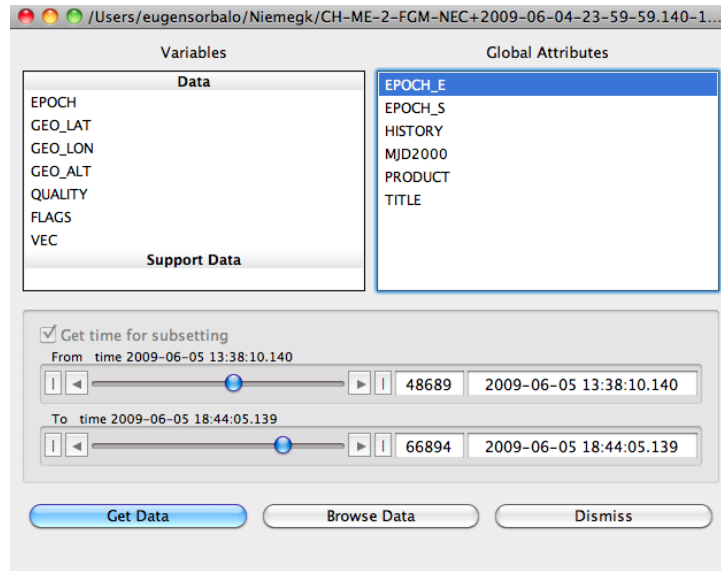 /Users/eugensorbalo/Niemegk/CH-ME-2-FGM-NEC+2009-06-04-23-59-59.140-1...
Variables
Data
EPOCH
GEO_LAT
GEO_LON
GEO_ALT
QUALITY
FLAGS
VEC
Support Data
Global Attributes
EPOCH_E
EPOCH_S
HISTORY
MJD2000
PRODUCT
TITLE
Get time for subsetting
From time 2009-06-05 13:38:10.140
48689 2009-06-05 13:38:10.140
To time 2009-06-05 18:44:05.139
66894 2009-06-05 18:44:05.139
Get Data Browse Data Dismiss